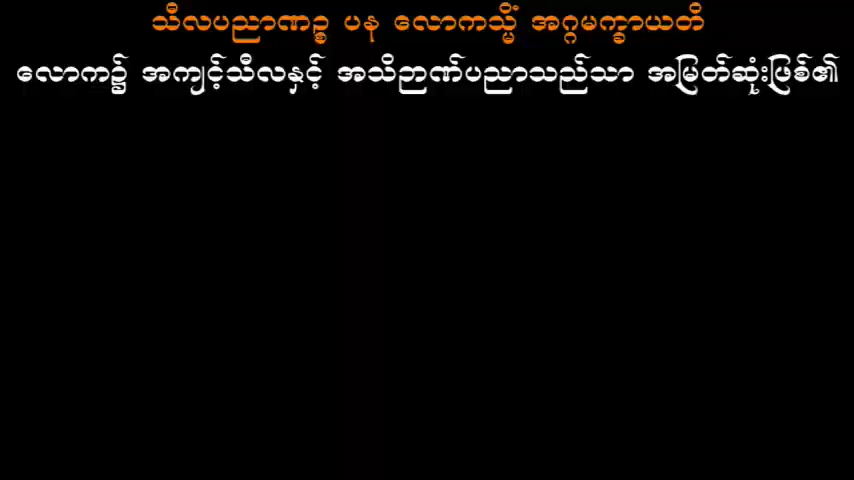 သီလပညာဏဉ္စ ပန လောကသ္မိံ အဂ္ဂမက္ခာယတိ
လောက၌ အကျင့်သီလနှင့် အသိဉာဏ်ပညာသည်သာ အမြတ်ဆုံးဖြစ်၏